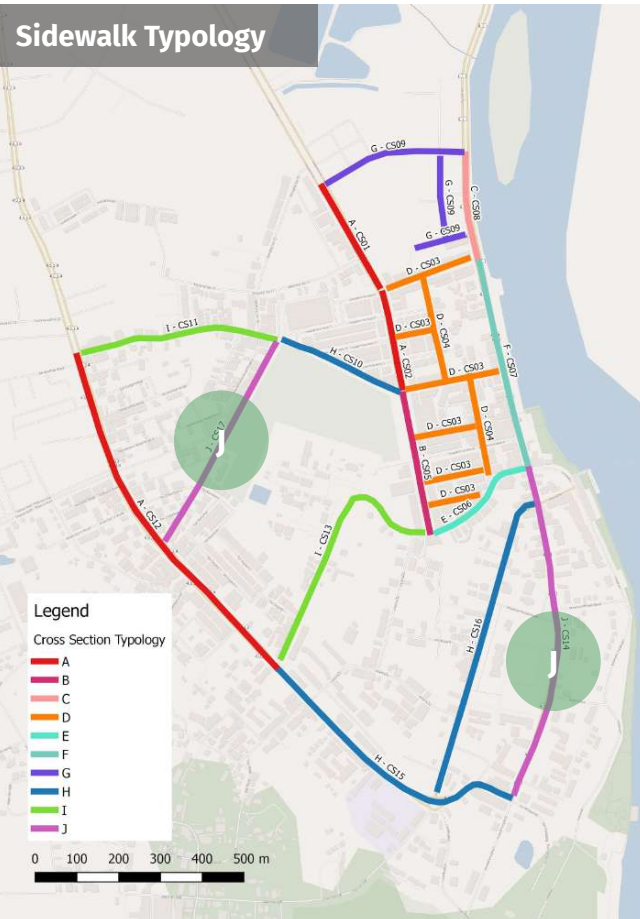 Sidewalk Typology
G - CS09
G - CS09
C - CS08
A - CS01
G - CS09
D - CS03
D - CS03
D - CS04
I - CS11
H - CS10
A - CS02
F - CS07
D - CS03
J
D - CS03
D - CS04
B - CS05
D - CS03
D - CS03
E - CS06
A - CS12
I - CS13
H - CS16
J - CS14
J
H - CS15
Legend
Cross Section Typology
A
B
C
D
E
F
G
H
I
J
0 100 200 300 400 500 m